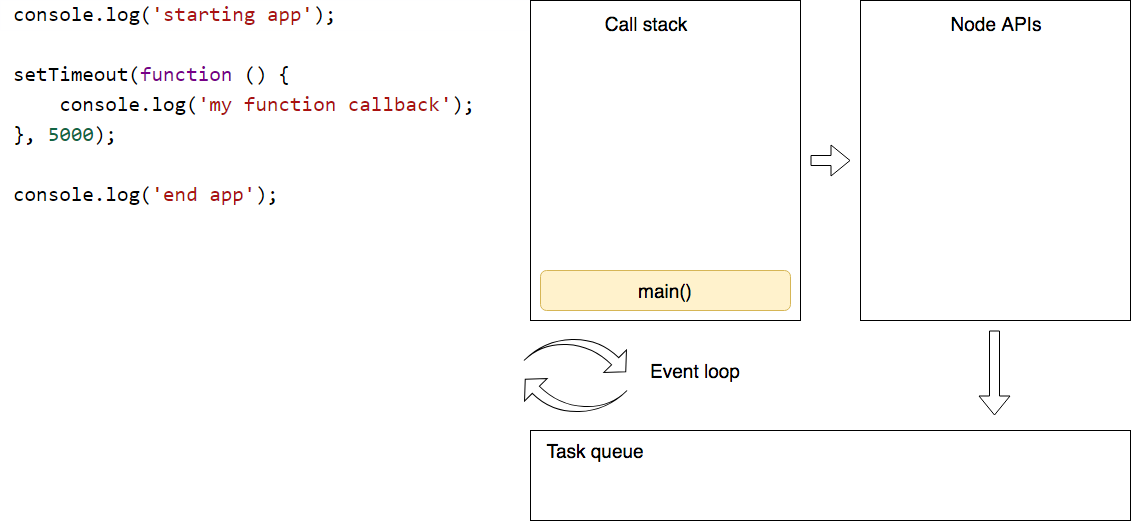 console.log('starting app');
setTimeout(function () {
    console.log('my function callback');
}, 5000);
console.log('end app');
Call stack
main()
Node APIs
Event loop
Task queue